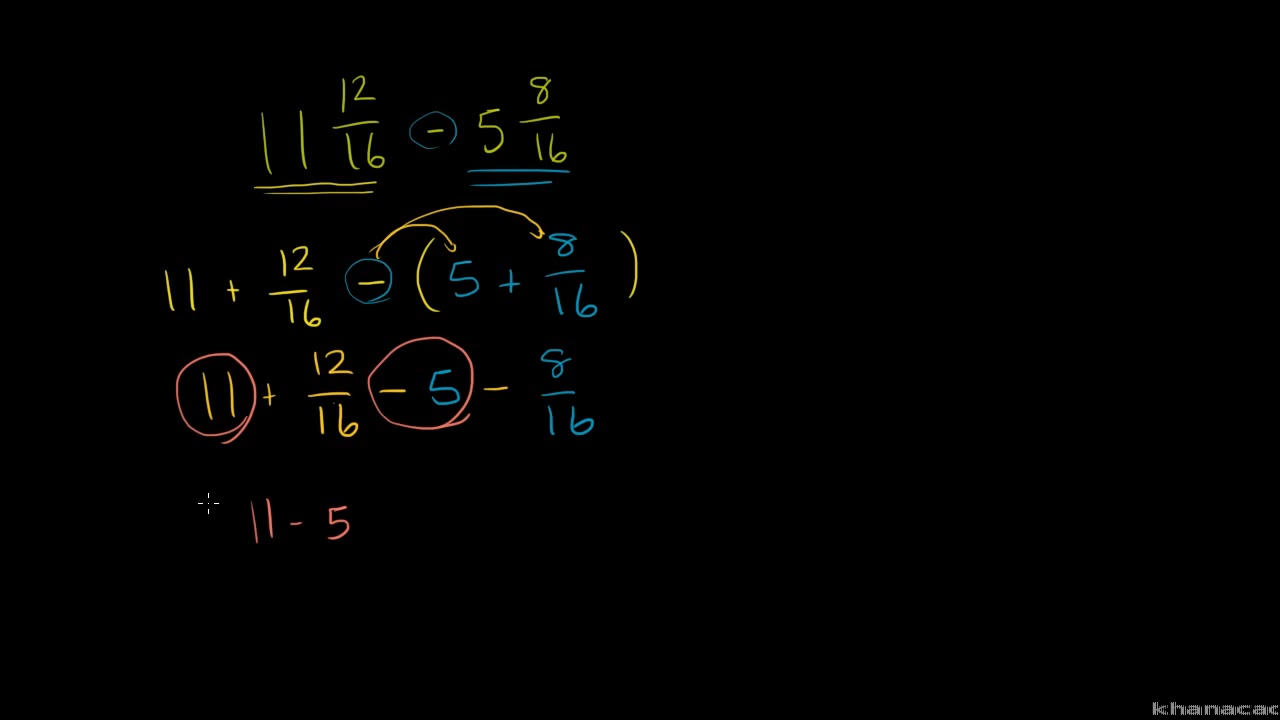 11 12/16 - 5 8/16
11 + 12/16 - (5 + 8/16)
11 + 12/16 - 5 - 8/16
11 - 5
khanacac